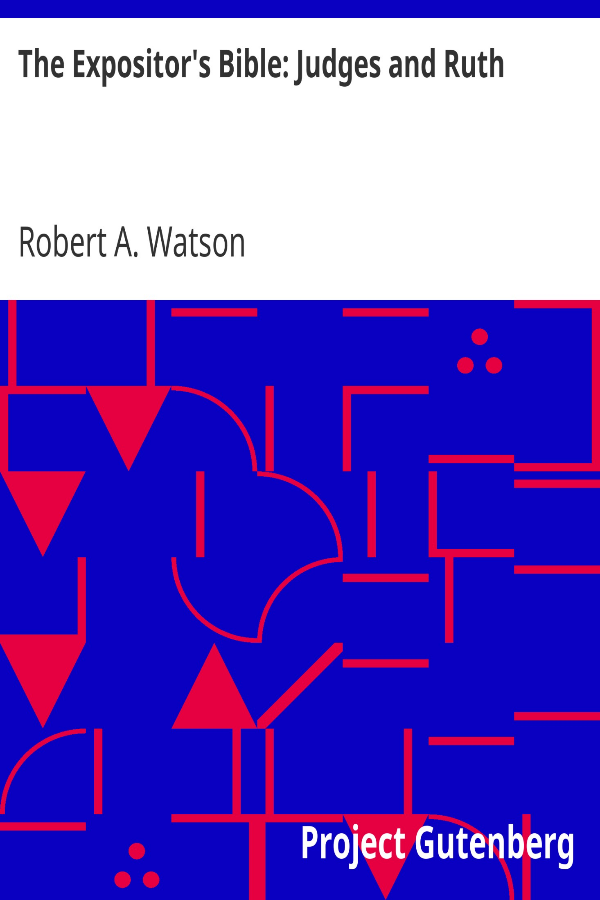 The Expositor's Bible: Judges and Ruth
Robert A. Watson
Project Gutenberg